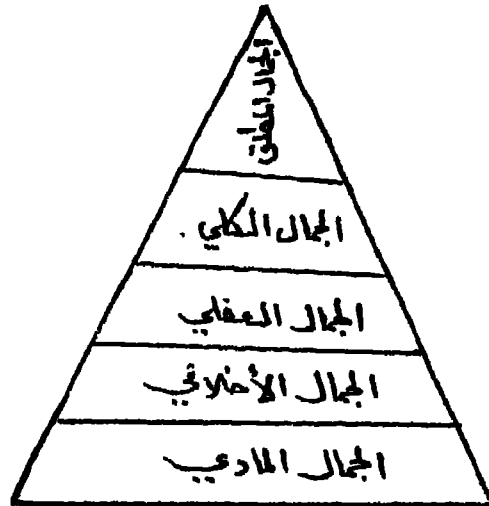 الجمال المطلق
الجمال الكلي.
الجمال العقلي
الجمال الأخلاقي
الجمال المادي